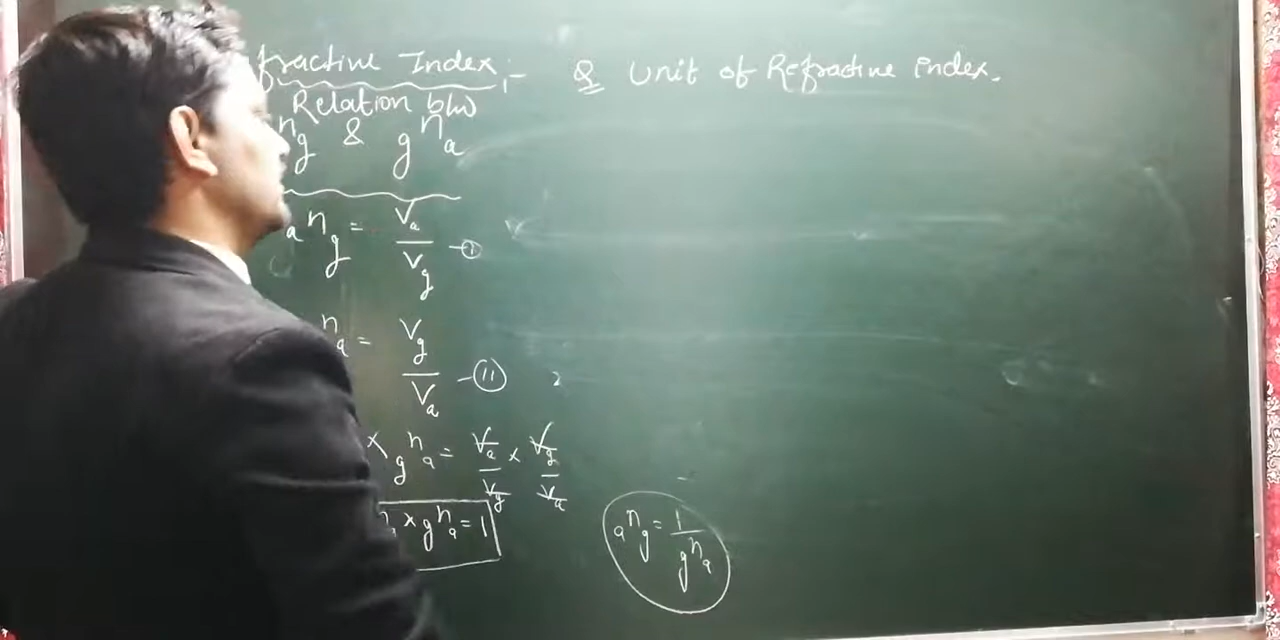 fractive Index :-
Relation b/w
ng & gna
ang = Va/Vg —(i)
na = Vg/Va —(ii)
× gna = Va/Vg × Vg/Va
× gna = 1
ang = 1/gna
Q Unit of Refractive Index.